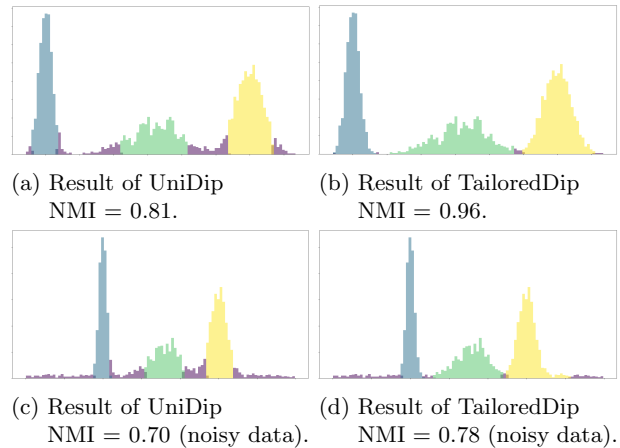 (a) Result of UniDip
NMI = 0.81.
(b) Result of TailoredDip
NMI = 0.96.
(c) Result of UniDip
NMI = 0.70 (noisy data).
(d) Result of TailoredDip
NMI = 0.78 (noisy data).